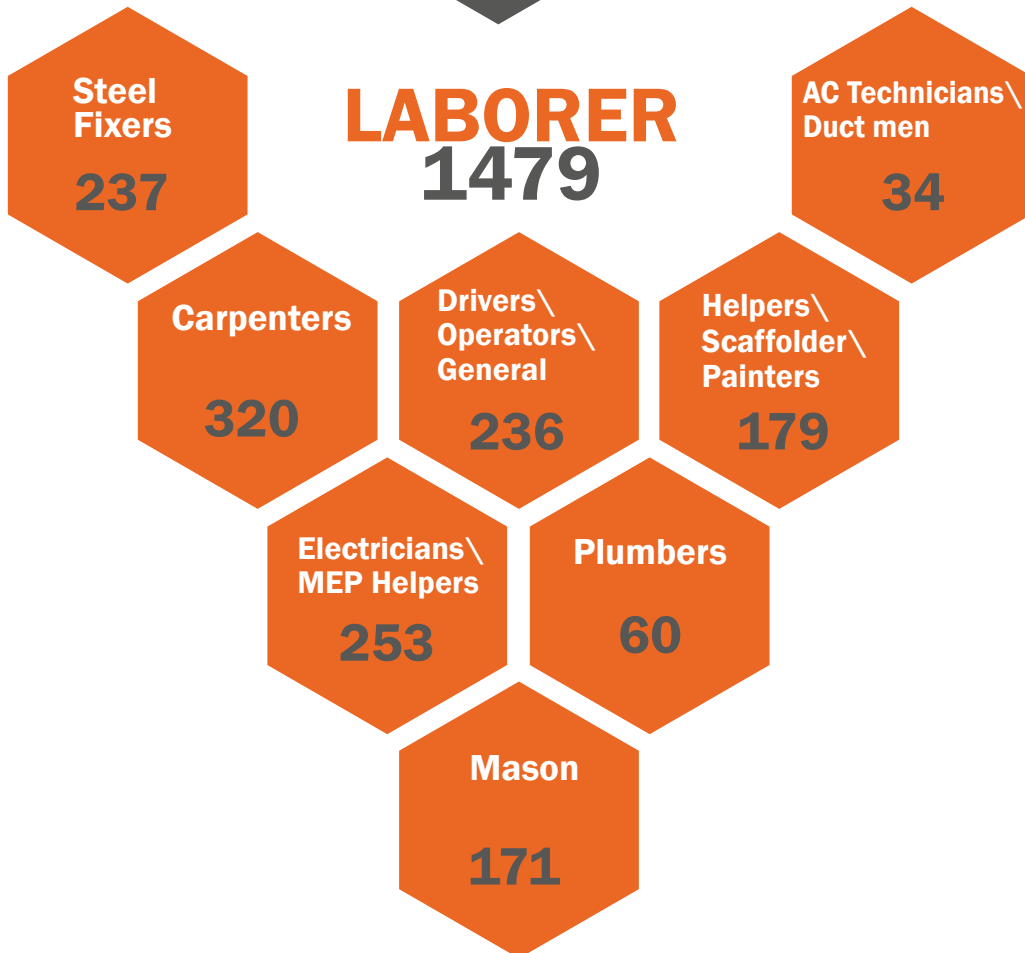 Steel
Fixers
237
LABORER
1479
AC Technicians\
Duct men
34
Carpenters
320
Drivers\
Operators\
General
236
Helpers\
Scaffolder\
Painters
179
Electricians\
MEP Helpers
253
Plumbers
60
Mason
171